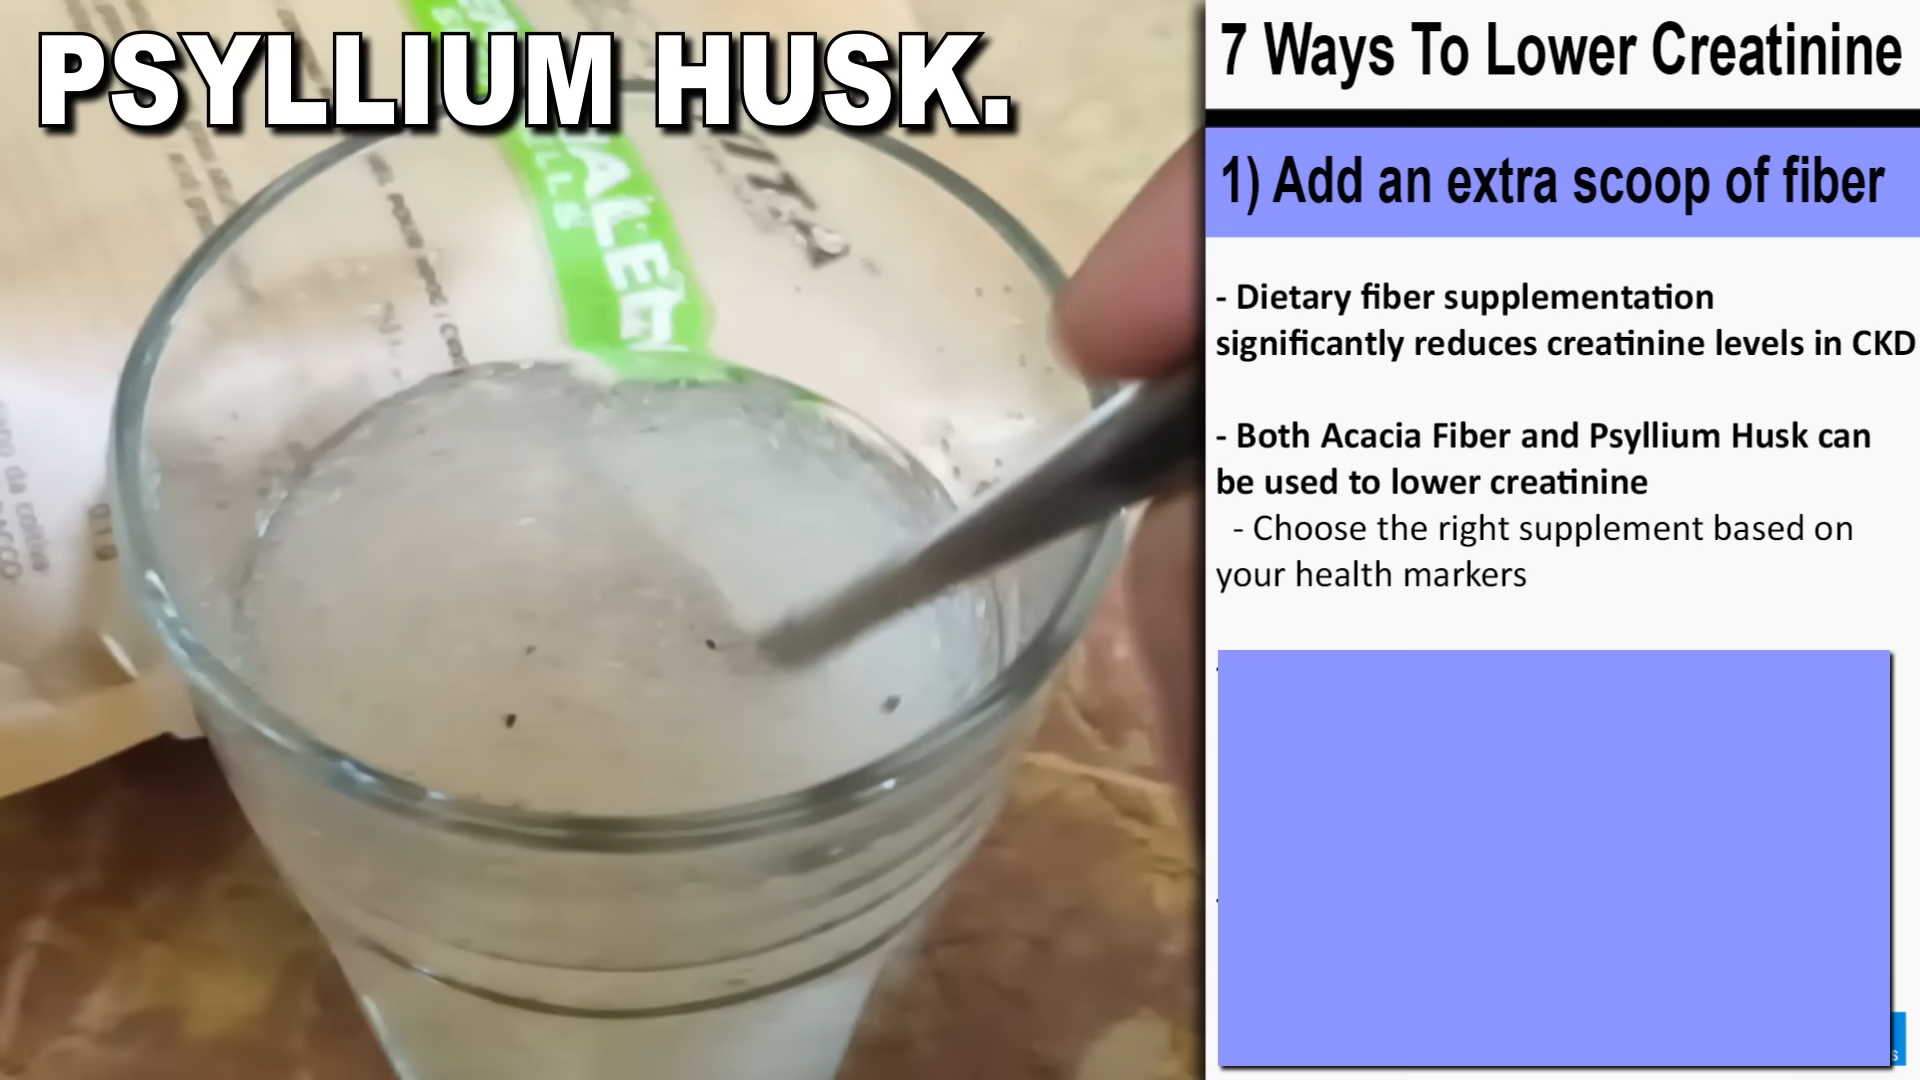 PSYLLIUM HUSK.
7 Ways To Lower Creatinine
1) Add an extra scoop of fiber
- Dietary fiber supplementation
significantly reduces creatinine levels in CKD
- Both Acacia Fiber and Psyllium Husk can
be used to lower creatinine
- Choose the right supplement based on
your health markers